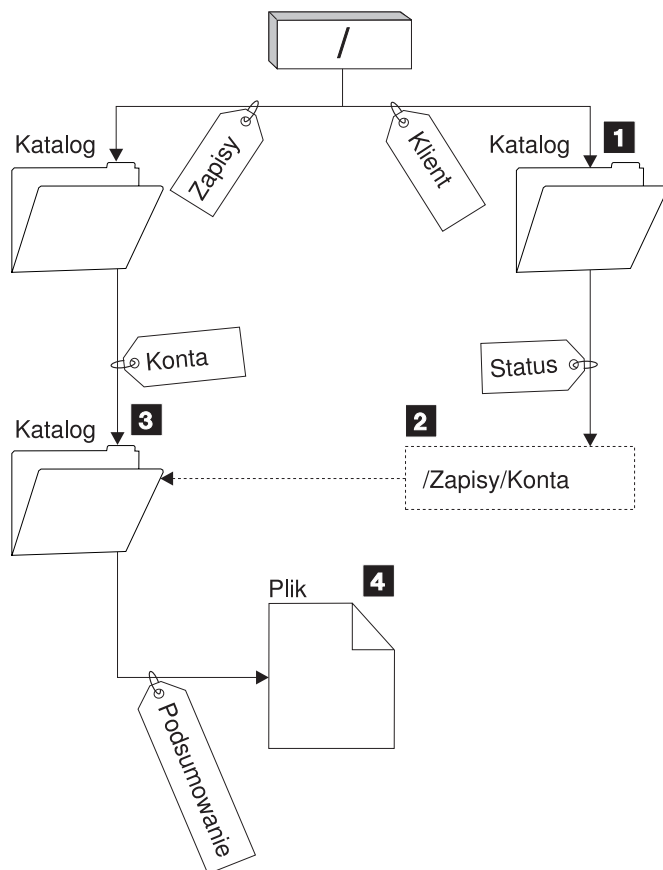 /
Zapisy
Klient
Katalog
Katalog
1
Konta
Status
Katalog
3
2
/Zapisy/Konta
Plik
4
Podsumowanie